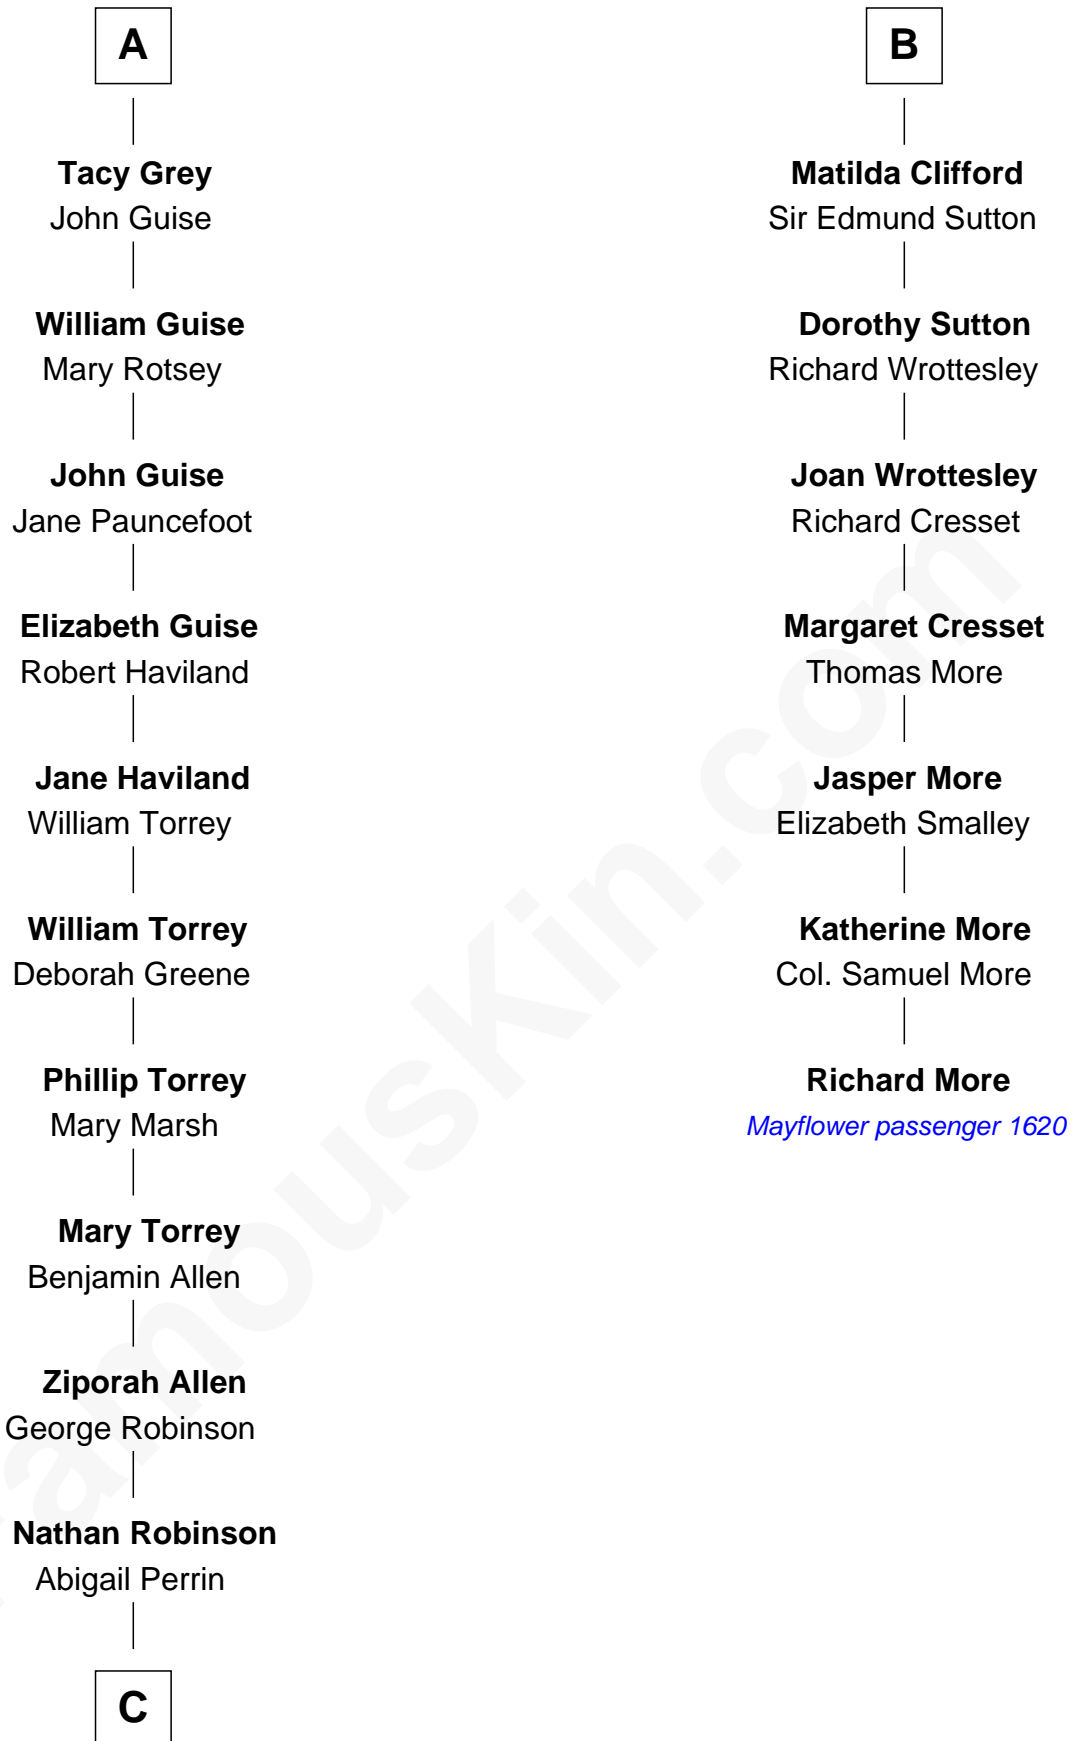 A
Tacy Grey
John Guise
William Guise
Mary Rotsey
John Guise
Jane Pauncefoot
Elizabeth Guise
Robert Haviland
Jane Haviland
William Torrey
William Torrey
Deborah Greene
Phillip Torrey
Mary Marsh
Mary Torrey
Benjamin Allen
Ziporah Allen
George Robinson
Nathan Robinson
Abigail Perrin
C
B
Matilda Clifford
Sir Edmund Sutton
Dorothy Sutton
Richard Wrottesley
Joan Wrottesley
Richard Cresset
Margaret Cresset
Thomas More
Jasper More
Elizabeth Smalley
Katherine More
Col. Samuel More
Richard More
Mayflower passenger 1620
FamousKin.com